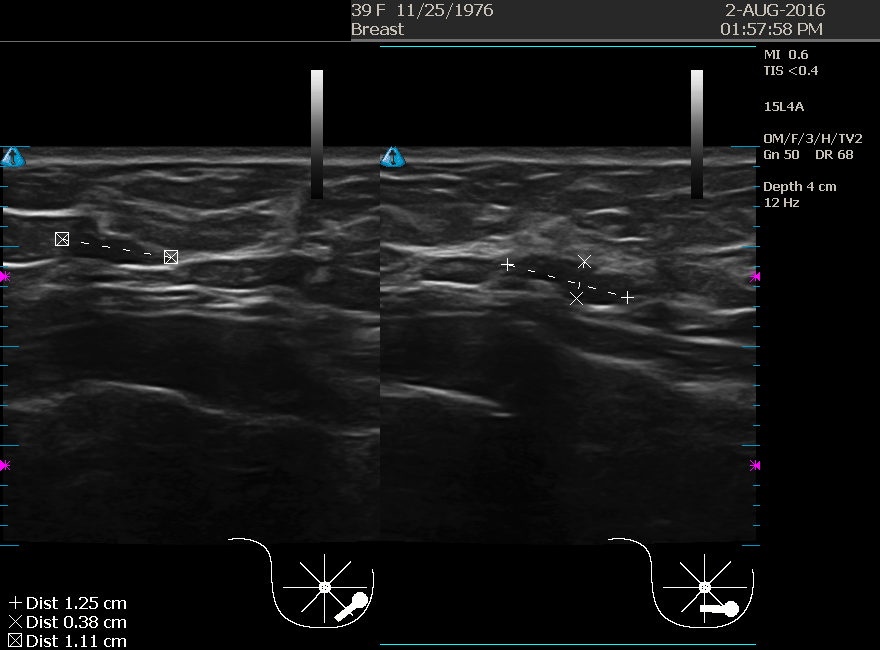 39 F 11/25/1976
2-AUG-2016
Breast
01:57:58 PM
MI 0.6
TIS <0.4
15L4A
OM/F/3/H/TV2
Gn 50 DR 68
Depth 4 cm
12 Hz
Dist 1.25 cm
Dist 0.38 cm
Dist 1.11 cm